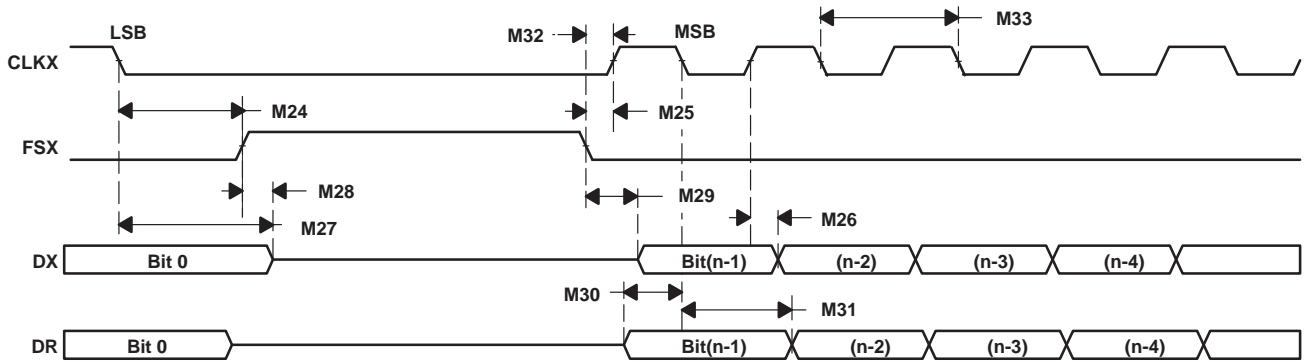 LSB
M32
MSB
M33
CLKX
M24
M25
FSX
M28
M29
M27
M26
DX
Bit 0
Bit(n-1)
(n-2)
(n-3)
(n-4)
M30
M31
DR
Bit 0
Bit(n-1)
(n-2)
(n-3)
(n-4)